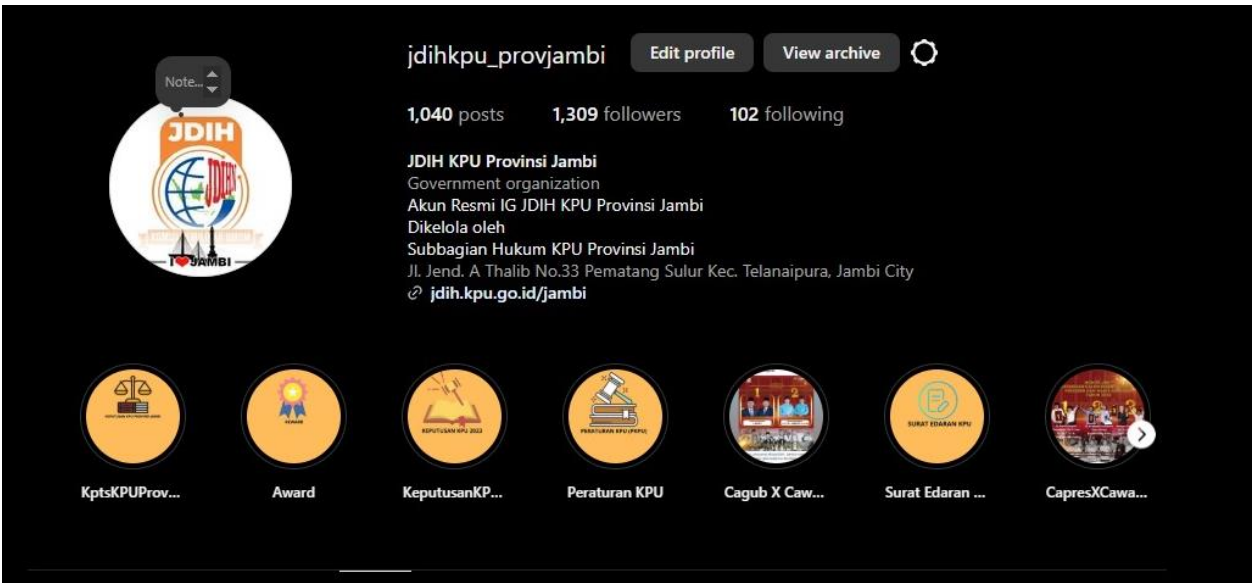 jdihkpu_provjambi Edit profile View archive
Note...
1,040 posts 1,309 followers 102 following
JDIH
JDIHN
I ❤ JAMBI
JDIH KPU Provinsi Jambi
Government organization
Akun Resmi IG JDIH KPU Provinsi Jambi
Dikelola oleh
Subbagian Hukum KPU Provinsi Jambi
Jl. Jend. A Thalib No.33 Pematang Sulur Kec. Telanaipura, Jambi City
jdih.kpu.go.id/jambi
KEPUTUSAN KPU 2023
PERATURAN KPU (PKPU)
1 2
SURAT EDARAN KPU
KptsKPUProv...
Award
KeputusanKP...
Peraturan KPU
Cagub X Caw...
Surat Edaran ...
CapresXCawa...